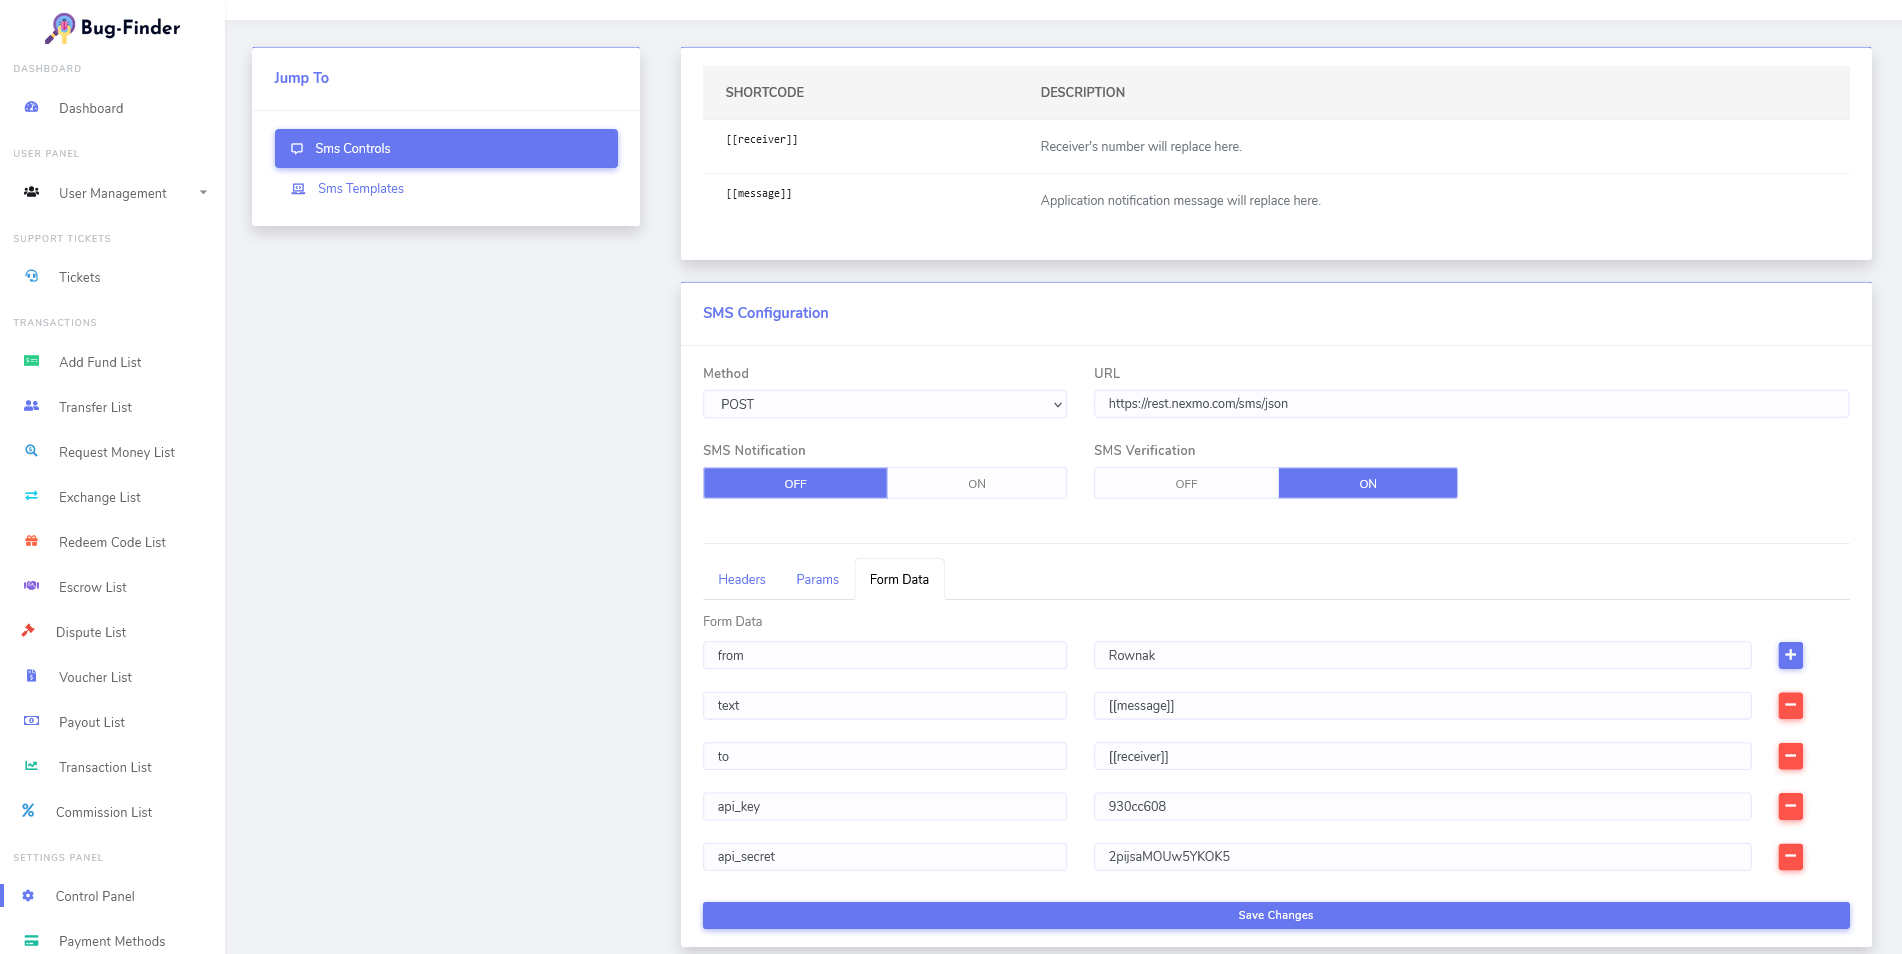 Bug-Finder
DASHBOARD
Dashboard
USER PANEL
User Management
SUPPORT TICKETS
Tickets
TRANSACTIONS
Add Fund List
Transfer List
Request Money List
Exchange List
Redeem Code List
Escrow List
Dispute List
Voucher List
Payout List
Transaction List
Commission List
SETTINGS PANEL
Control Panel
Payment Methods
Jump To
Sms Controls
Sms Templates
SHORTCODE DESCRIPTION
[[receiver]] Receiver's number will replace here.
[[message]] Application notification message will replace here.
SMS Configuration
Method URL
POST https://rest.nexmo.com/sms/json
SMS Notification SMS Verification
OFF ON OFF ON
Headers Params Form Data
Form Data
from Rownak
text [[message]]
to [[receiver]]
api_key 930cc608
api_secret 2pijsaMOUw5YKOK5
Save Changes